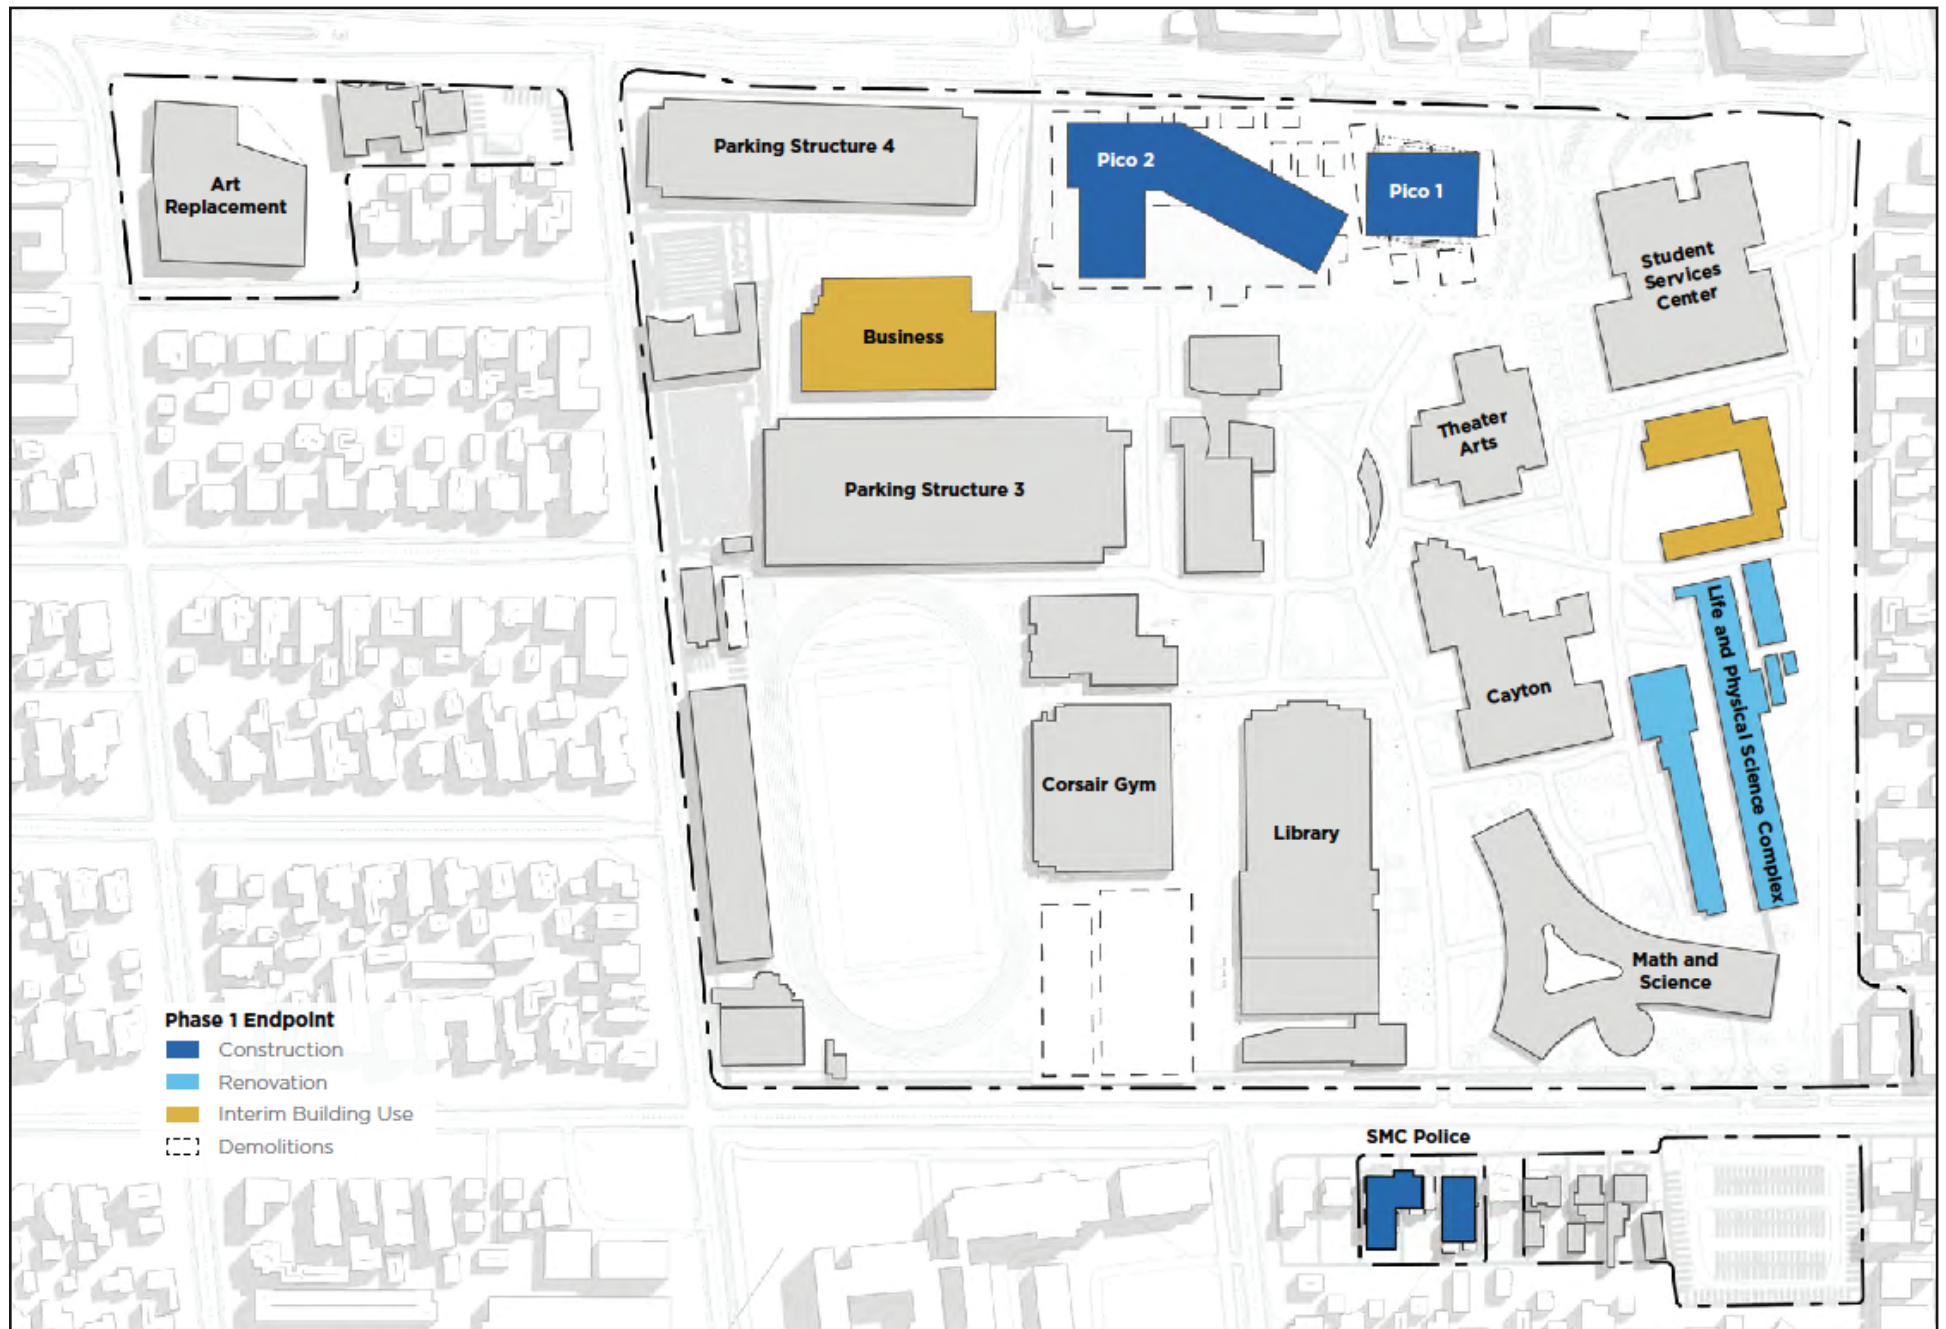 Parking Structure 4
Pico 2
Pico 1
Art
Replacement
Student
Services
Center
Business
Theater
Arts
Parking Structure 3
Life and Physical Science Complex
Cayton
Corsair Gym
Library
Math and
Science
Phase 1 Endpoint
Construction
Renovation
Interim Building Use
Demolitions
SMC Police